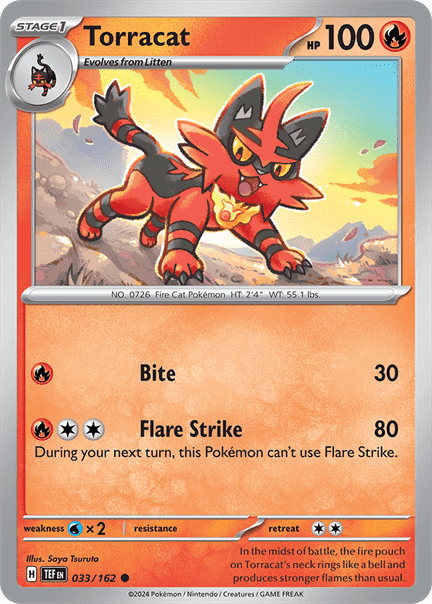 STAGE 1
Torracat
HP 100
Evolves from Litten
NO. 0726 Fire Cat Pokémon HT: 2'4" WT: 55.1 lbs.
Bite 30
Flare Strike 80
During your next turn, this Pokémon can't use Flare Strike.
weakness ×2 resistance retreat
Illus. Saya Tsuruta
H TEF EN 033/162
In the midst of battle, the fire pouch
on Torracat's neck rings like a bell and
produces stronger flames than usual.
©2024 Pokémon / Nintendo / Creatures / GAME FREAK